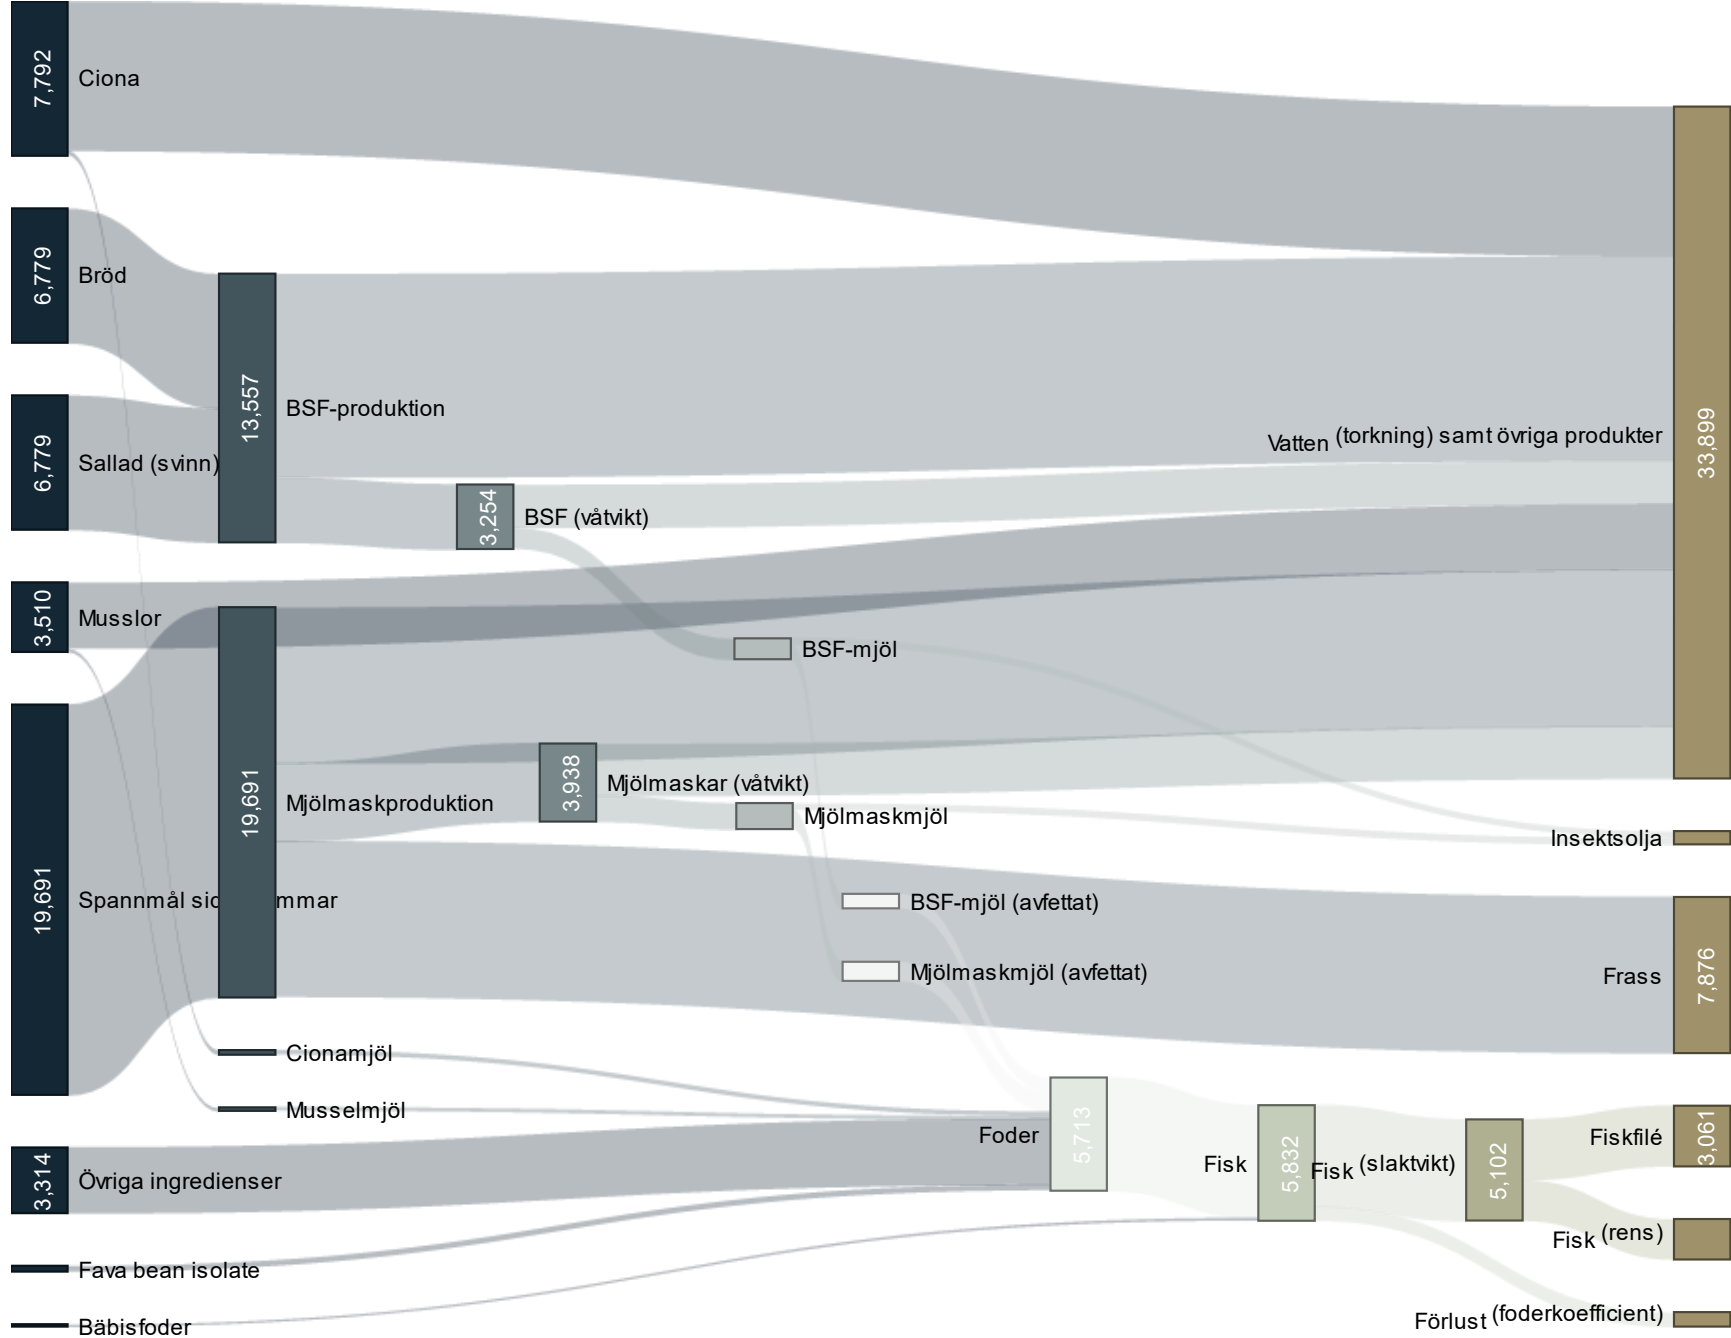 7,792
Ciona
6,779
Bröd
13,557
BSF-produktion
6,779
Sallad (svinn)
Vatten (torkning) samt övriga produkter
33,899
3,254
BSF (våtvikt)
3,510
Musslor
BSF-mjöl
19,691
Mjölmaskproduktion
3,938
Mjölmaskar (våtvikt)
Mjölmaskmjöl
Insektsolja
19,691
Spannmål
BSF-mjöl (avfettat)
Mjölmaskmjöl (avfettat)
Frass
7,876
Cionamjöl
Musselmjöl
Foder
5,713
Fisk
5,832
Fisk (slaktvikt)
5,102
Fiskfilé
3,061
3,314
Övriga ingredienser
Fisk (rens)
Fava bean isolate
Bäbisfoder
Förlust (foderkoefficient)